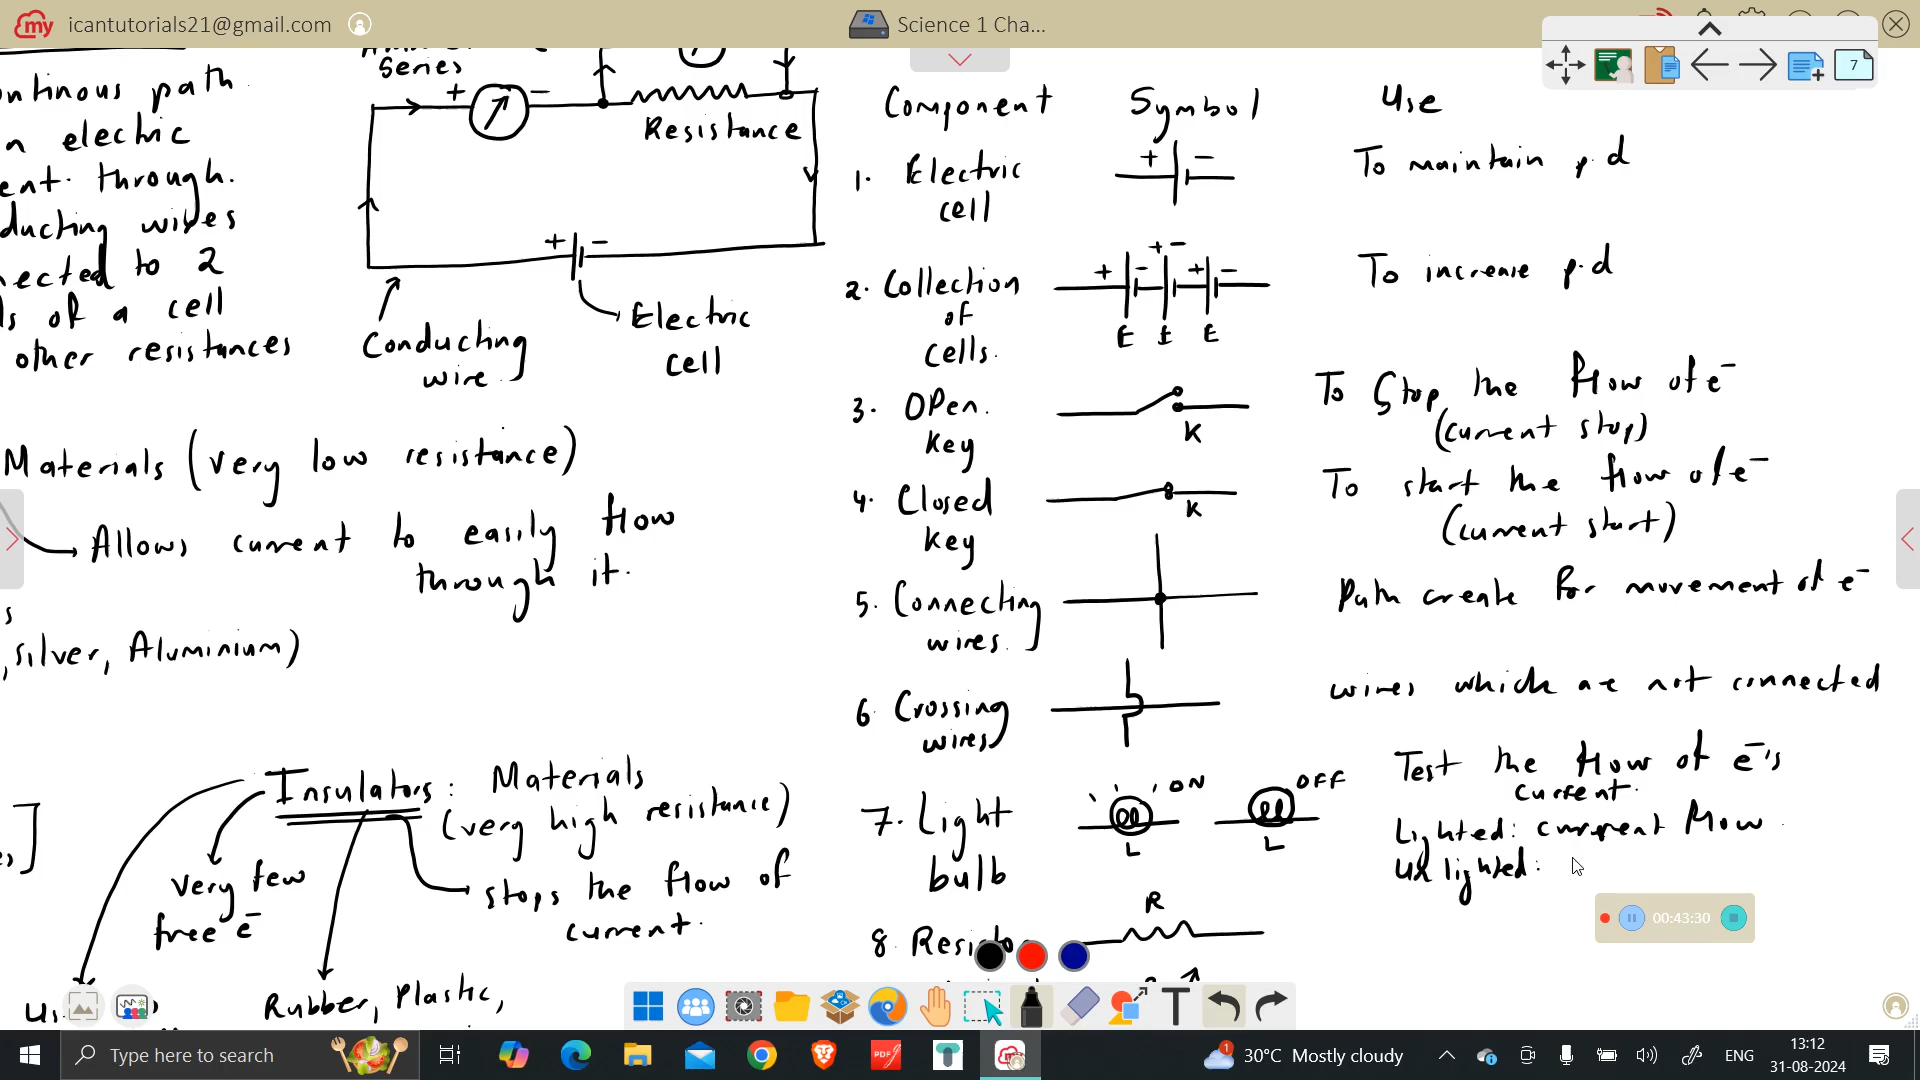 icantutorials21@gmail.com
Science 1 Cha...
7
ontinous path
n electric
ent through.
ducting wires
nected to 2
ls of a cell
other resistances
Series
+ -
Resistance
+ -
Conducting
wire
Electric
cell
Materials (very low resistance)
Allows current to easily flow
through it.
s
, silver, Aluminium)
Insulators: Materials
(very high resistance)
very few
free e-
stops the flow of
current.
Rubber, Plastic,
Component Symbol Use
1. Electric
cell
+ -
To maintain p.d
2. Collection
of
cells.
+ - + - + -
E E E
To increase p.d
3. Open
key
K
To Stop the flow of e-
(current stop)
4. Closed
key
K
To start the flow of e-
(current start)
5. Connecting
wires.
Path create for movement of e-
6. Crossing
wires
wires which are not connected
7. Light
bulb
ON OFF
L L
Test the flow of e-'s
current.
Lighted: current flow
Un lighted:
8. Resisto
R
00:43:30
Type here to search
30°C Mostly cloudy
ENG
13:12
31-08-2024